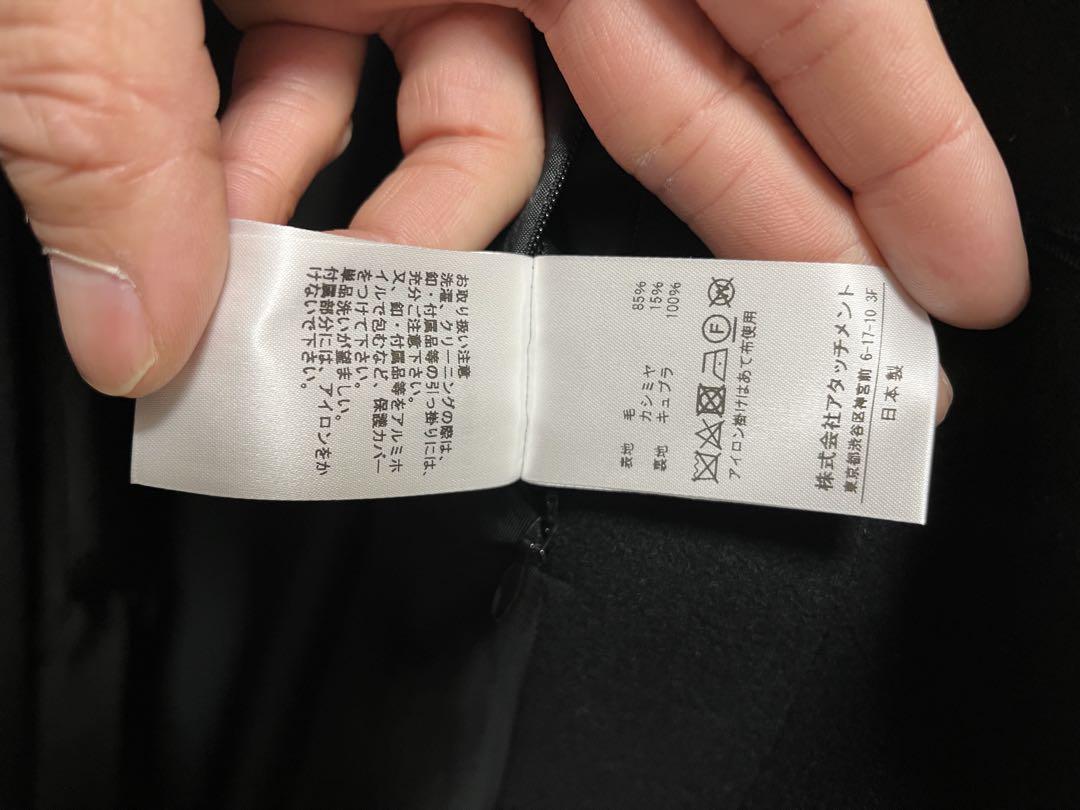 お取り扱い注意
洗濯、クリーニングの際は、
釦・付属品等の引っ掛りには、
充分ご注意下さい。
又、釦・付属品等をアルミホ
イルで包むなど、保護カバー
をつけて下さい。
単品洗いが望ましい。
付属部分には、アイロンをか
けないで下さい。
表地 毛 85%
カシミヤ 15%
裏地 キュプラ 100%
F
アイロン掛けはあて布使用
株式会社アタッチメント
東京都渋谷区神宮前 6-17-10 3F
日本製